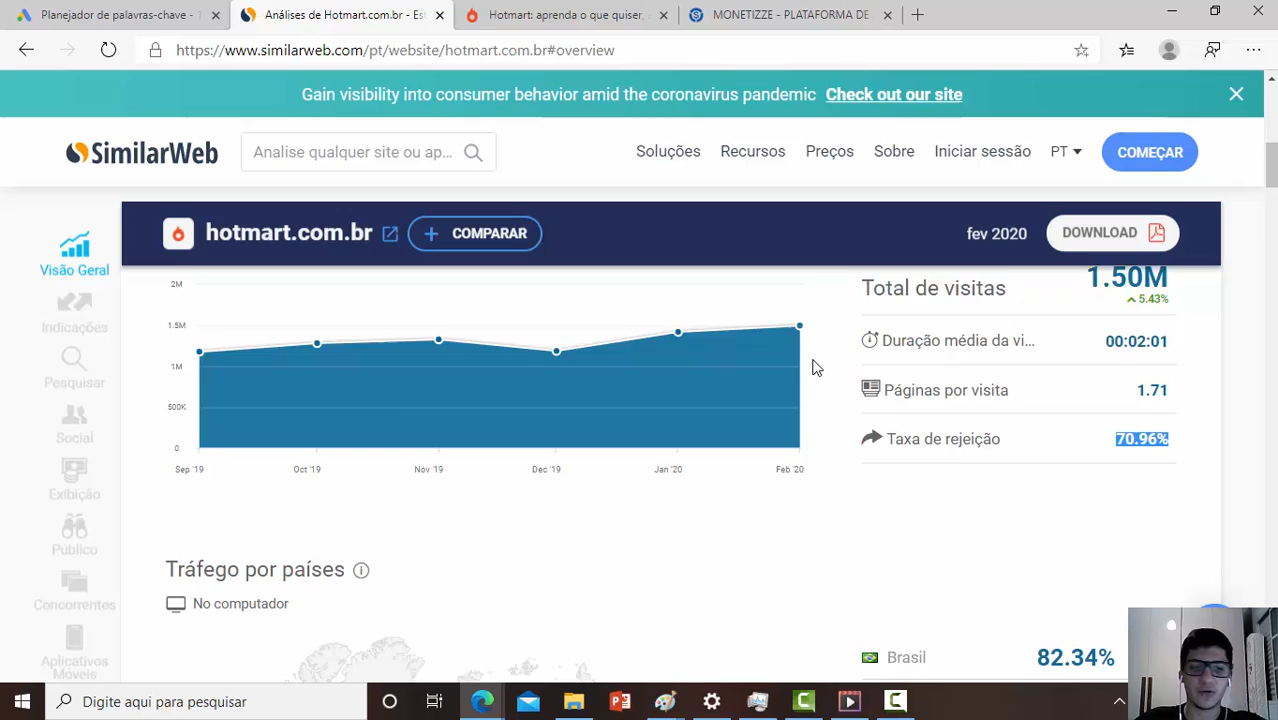 Planejador de palavras-chave - T
Análises de Hotmart.com.br - Est
Hotmart: aprenda o que quiser, e
MONETIZZE - PLATAFORMA DE
https://www.similarweb.com/pt/website/hotmart.com.br#overview
Gain visibility into consumer behavior amid the coronavirus pandemic Check out our site
SimilarWeb
Analise qualquer site ou ap...
Soluções
Recursos
Preços
Sobre
Iniciar sessão
PT
COMEÇAR
hotmart.com.br
COMPARAR
fev 2020
DOWNLOAD
Visão Geral
Indicações
Pesquisar
Social
Exibição
Público
Concorrentes
Aplicativos
Móveis
2M
1.5M
1M
500K
0
Sep '19
Oct '19
Nov '19
Dec '19
Jan '20
Feb '20
Total de visitas
1.50M
5.43%
Duração média da vi...
00:02:01
Páginas por visita
1.71
Taxa de rejeição
70.96%
Tráfego por países
No computador
Brasil
82.34%
Digite aqui para pesquisar